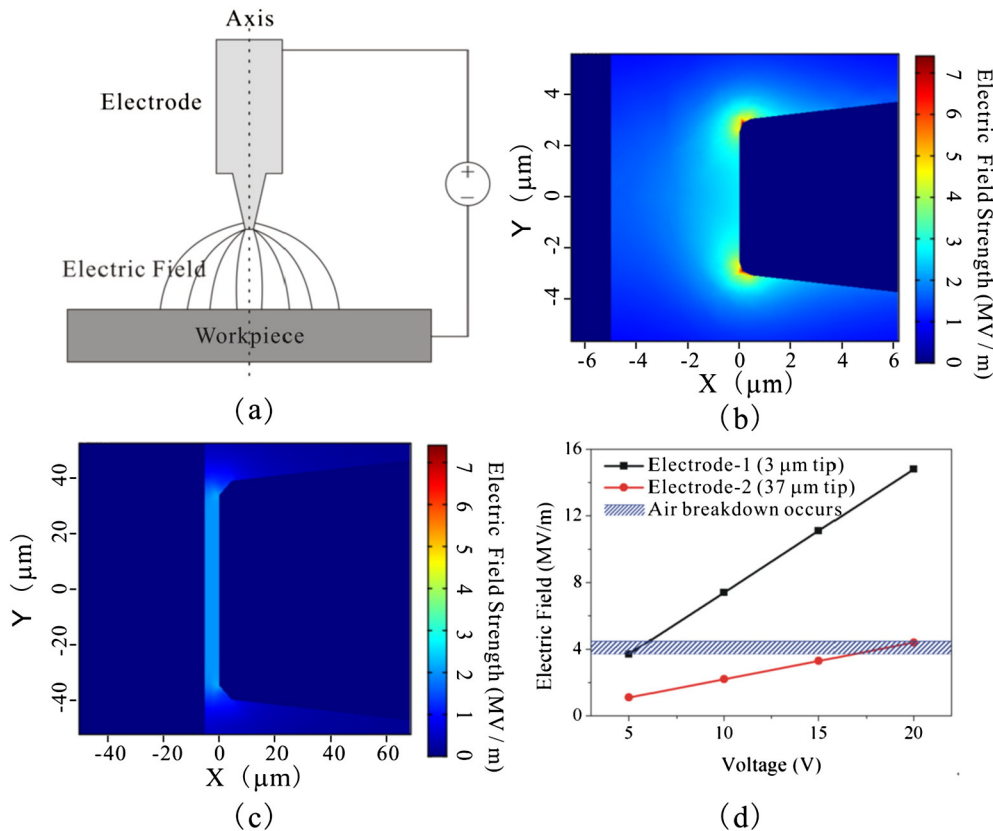 Axis
Electrode
+
−
Electric Field
Workpiece
(a)
4
2
0
-2
-4
Y (μm)
-6 -4 -2 0 2 4 6
X (μm)
7
6
5
4
3
2
1
0
Electric Field Strength (MV / m)
(b)
40
20
0
-20
-40
Y (μm)
-40 -20 0 20 40 60
X (μm)
7
6
5
4
3
2
1
0
Electric Field Strength (MV / m)
(c)
16
12
8
4
0
Electric Field (MV/m)
Electrode-1 (3 μm tip)
Electrode-2 (37 μm tip)
Air breakdown occurs
5 10 15 20
Voltage (V)
(d)